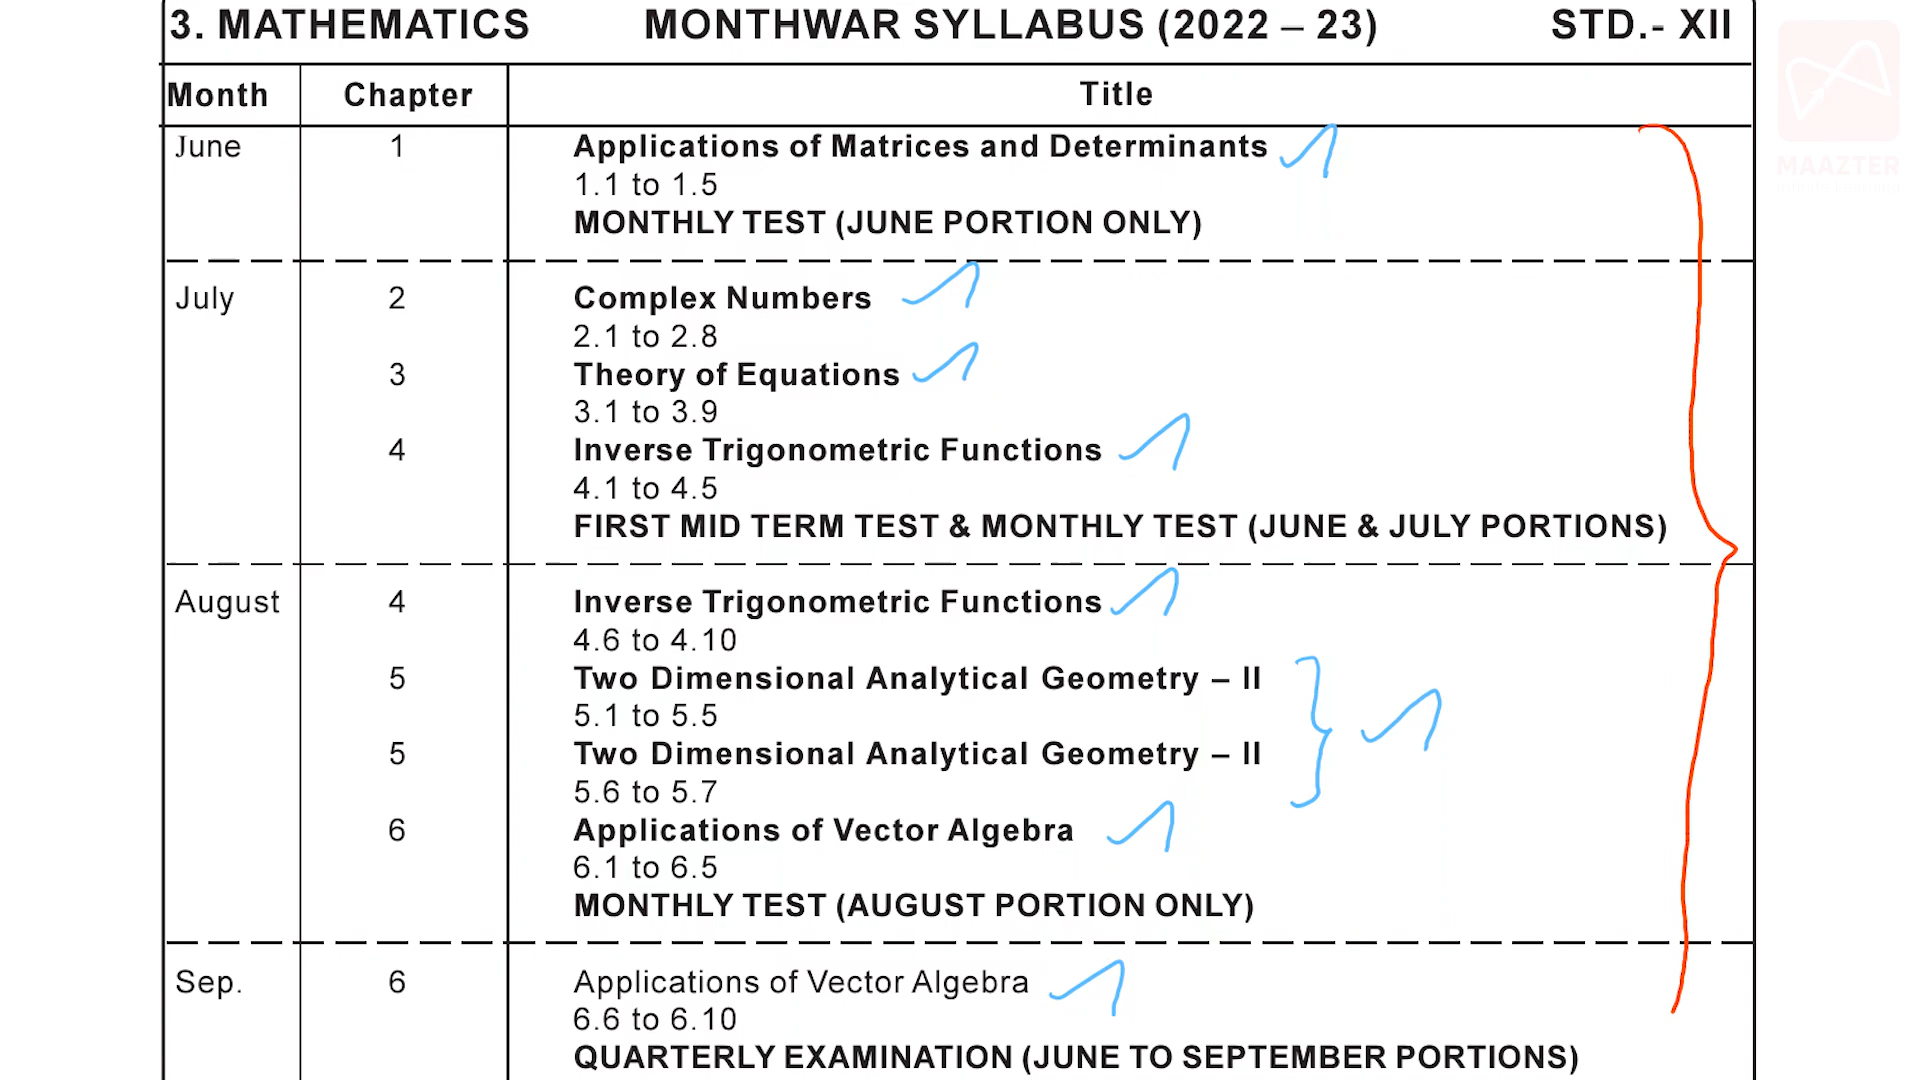 3. MATHEMATICS MONTHWAR SYLLABUS (2022 – 23) STD.- XII
Month Chapter Title
June 1 Applications of Matrices and Determinants
1.1 to 1.5
MONTHLY TEST (JUNE PORTION ONLY)
July 2 Complex Numbers
2.1 to 2.8
3 Theory of Equations
3.1 to 3.9
4 Inverse Trigonometric Functions
4.1 to 4.5
FIRST MID TERM TEST & MONTHLY TEST (JUNE & JULY PORTIONS)
August 4 Inverse Trigonometric Functions
4.6 to 4.10
5 Two Dimensional Analytical Geometry – II
5.1 to 5.5
5 Two Dimensional Analytical Geometry – II
5.6 to 5.7
6 Applications of Vector Algebra
6.1 to 6.5
MONTHLY TEST (AUGUST PORTION ONLY)
Sep. 6 Applications of Vector Algebra
6.6 to 6.10
QUARTERLY EXAMINATION (JUNE TO SEPTEMBER PORTIONS)
MAAZTER